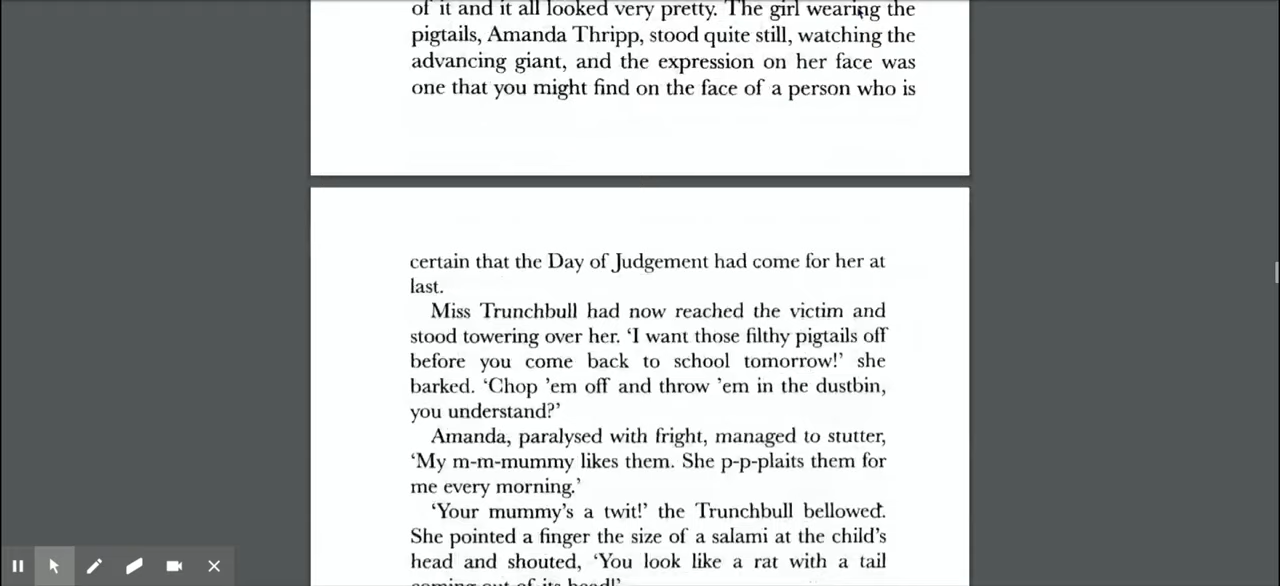 of it and it all looked very pretty. The girl wearing the
pigtails, Amanda Thripp, stood quite still, watching the
advancing giant, and the expression on her face was
one that you might find on the face of a person who is
certain that the Day of Judgement had come for her at
last.
Miss Trunchbull had now reached the victim and
stood towering over her. ‘I want those filthy pigtails off
before you come back to school tomorrow!’ she
barked. ‘Chop ’em off and throw ’em in the dustbin,
you understand?’
Amanda, paralysed with fright, managed to stutter,
‘My m-m-mummy likes them. She p-p-plaits them for
me every morning.’
‘Your mummy’s a twit!’ the Trunchbull bellowed.
She pointed a finger the size of a salami at the child’s
head and shouted, ‘You look like a rat with a tail
coming out of its head!’